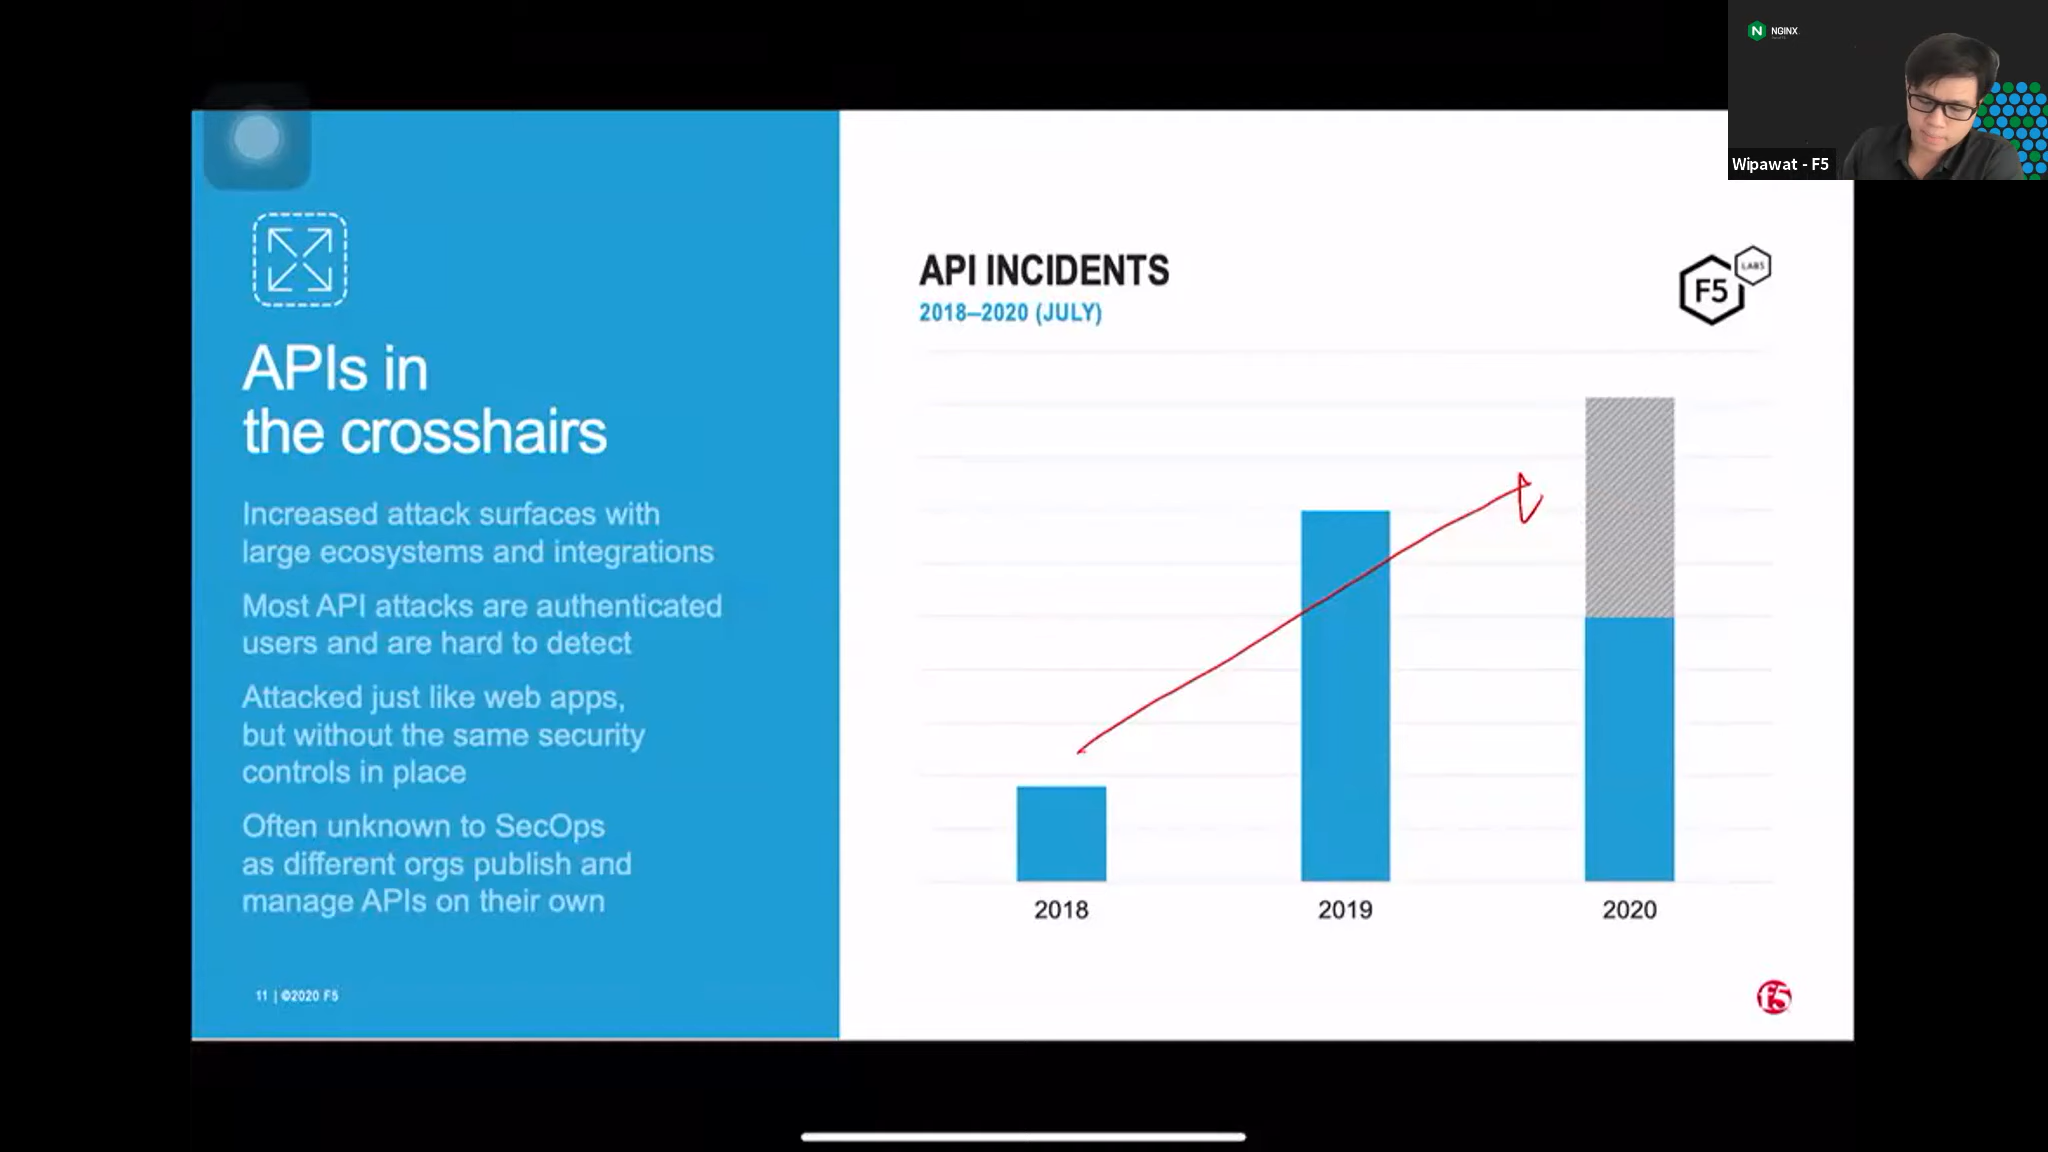 NGINX
Wipawat - F5
APIs in
the crosshairs
Increased attack surfaces with
large ecosystems and integrations
Most API attacks are authenticated
users and are hard to detect
Attacked just like web apps,
but without the same security
controls in place
Often unknown to SecOps
as different orgs publish and
manage APIs on their own
11 | ©2020 F5
API INCIDENTS
2018–2020 (JULY)
LABS
F5
2018
2019
2020
f5